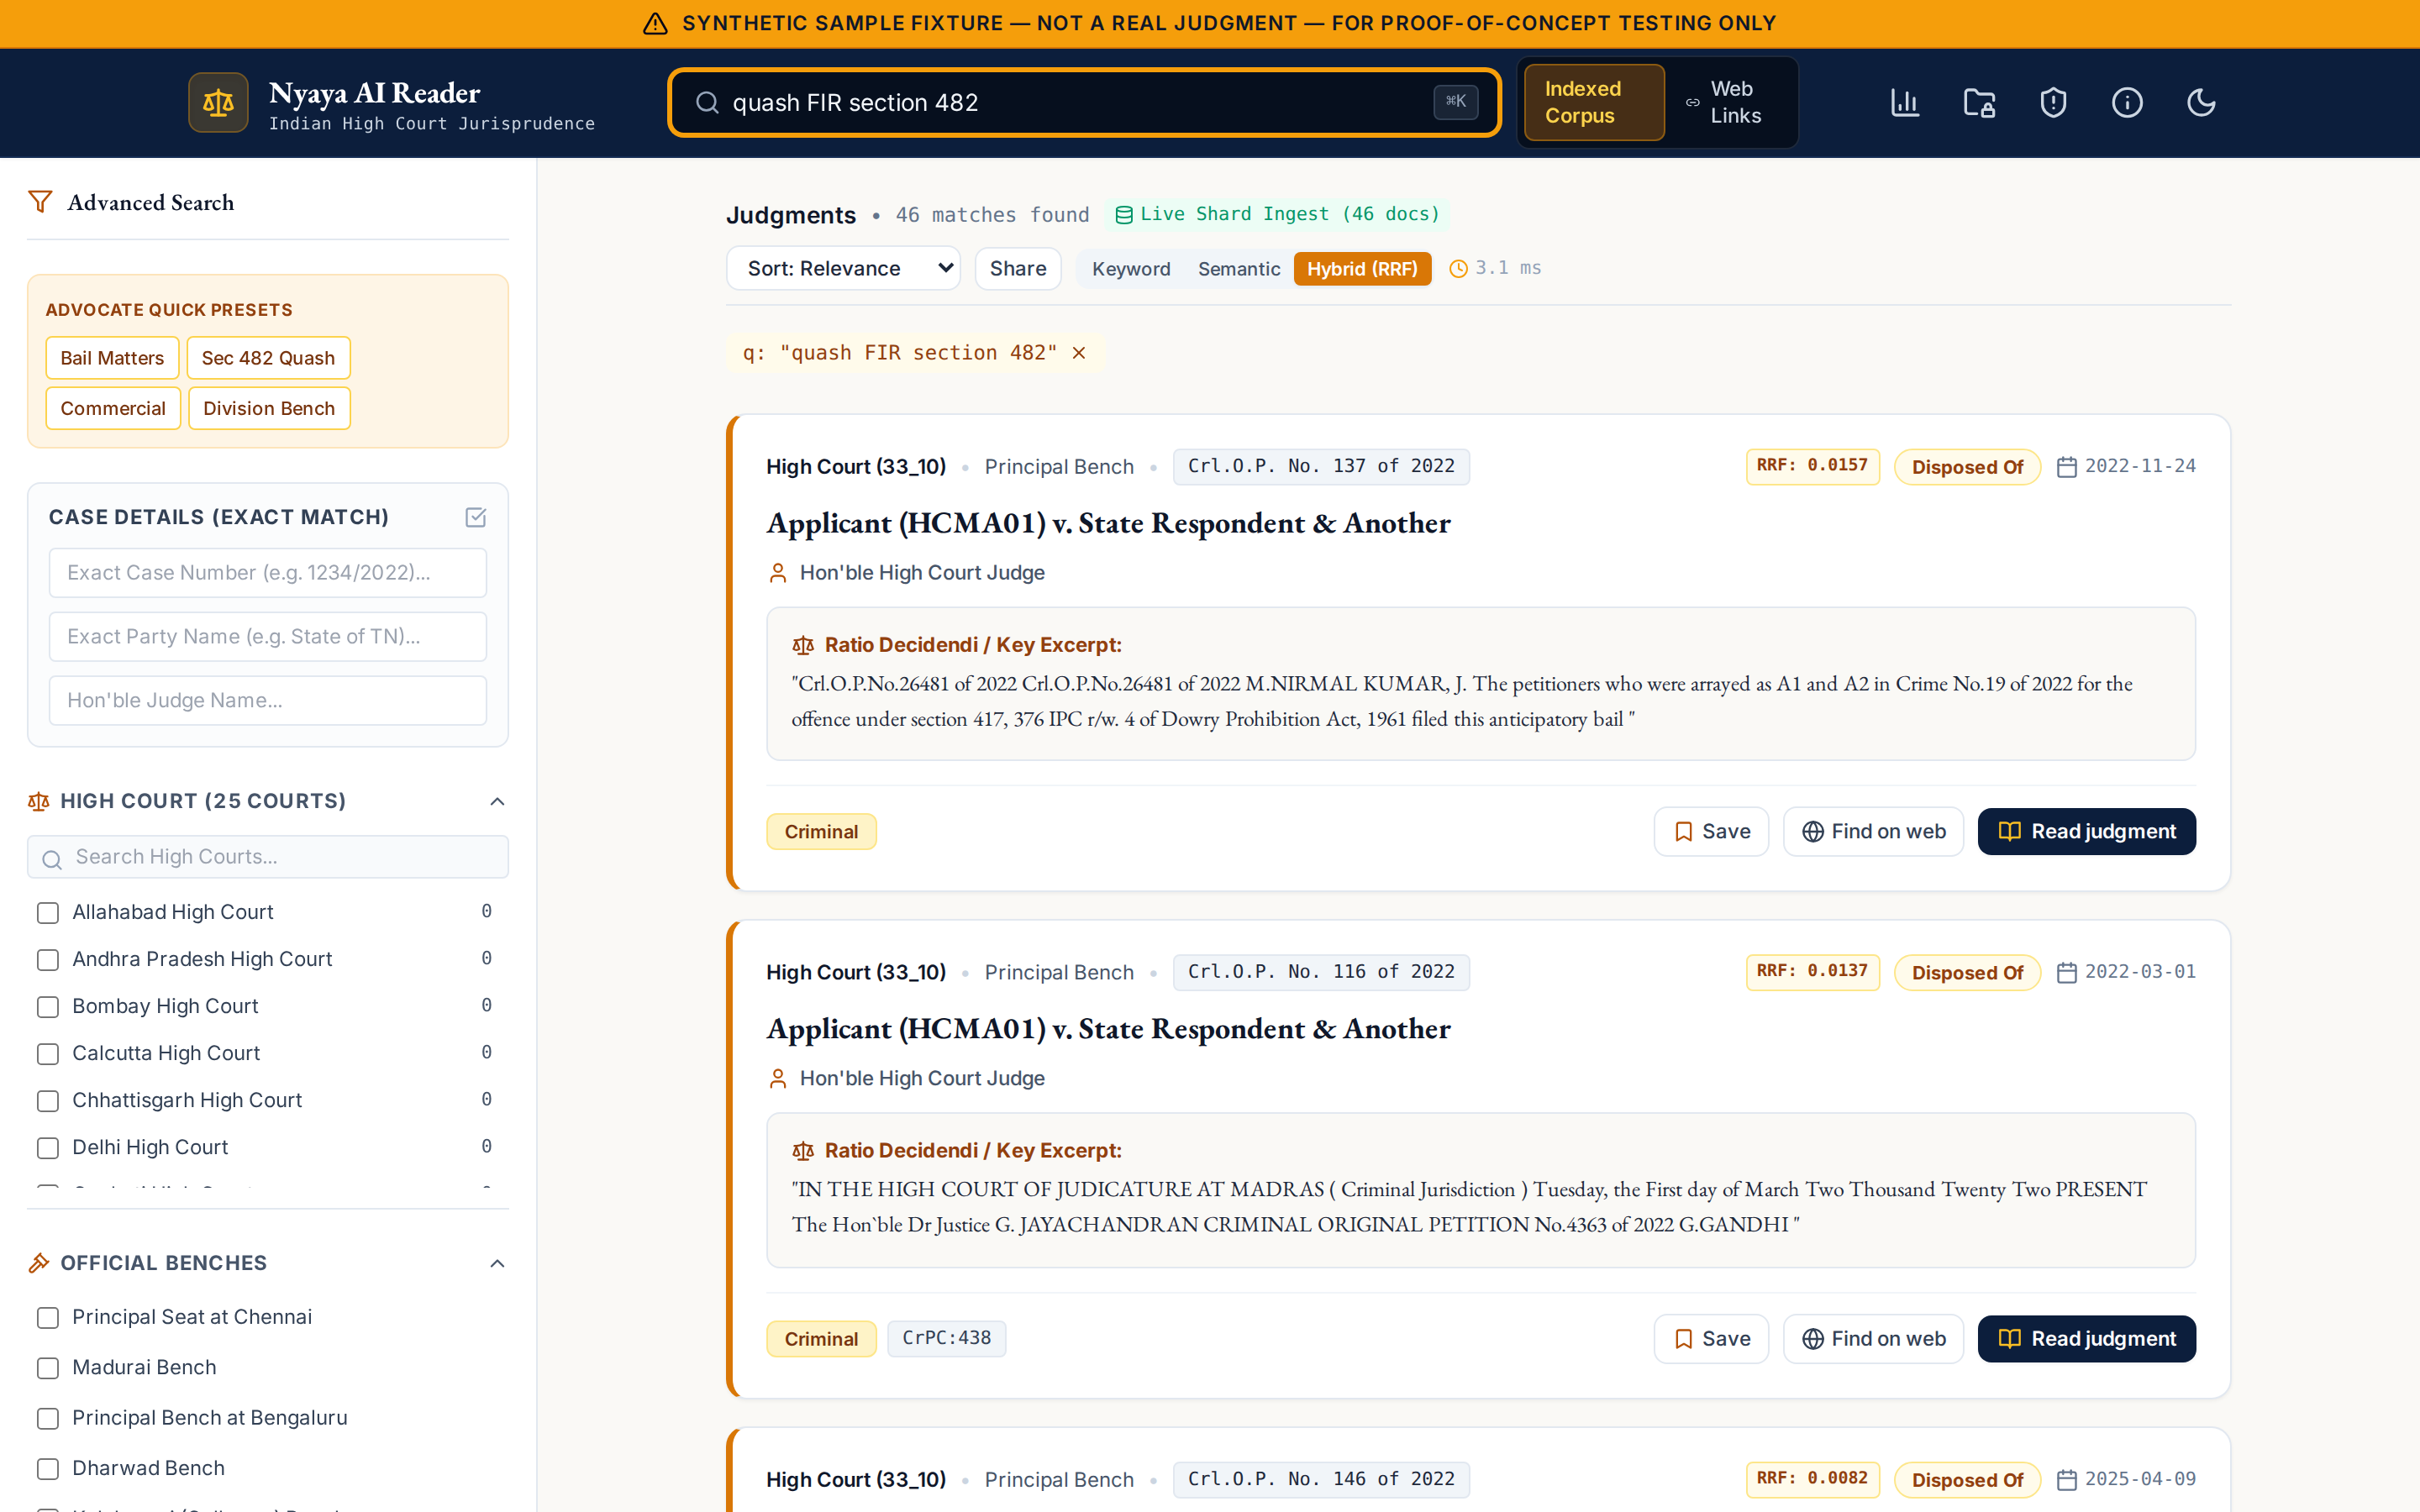 SYNTHETIC SAMPLE FIXTURE — NOT A REAL JUDGMENT — FOR PROOF-OF-CONCEPT TESTING ONLY
Nyaya AI Reader
Indian High Court Jurisprudence
quash FIR section 482
⌘K
Indexed
Corpus
Web
Links
Advanced Search
ADVOCATE QUICK PRESETS
Bail Matters
Sec 482 Quash
Commercial
Division Bench
CASE DETAILS (EXACT MATCH)
Exact Case Number (e.g. 1234/2022)...
Exact Party Name (e.g. State of TN)...
Hon'ble Judge Name...
HIGH COURT (25 COURTS)
Search High Courts...
Allahabad High Court 0
Andhra Pradesh High Court 0
Bombay High Court 0
Calcutta High Court 0
Chhattisgarh High Court 0
Delhi High Court 0
OFFICIAL BENCHES
Principal Seat at Chennai
Madurai Bench
Principal Bench at Bengaluru
Dharwad Bench
Judgments • 46 matches found Live Shard Ingest (46 docs)
Sort: Relevance Share Keyword Semantic Hybrid (RRF) 3.1 ms
q: "quash FIR section 482" ×
High Court (33_10) • Principal Bench • Crl.O.P. No. 137 of 2022 RRF: 0.0157 Disposed Of 2022-11-24
Applicant (HCMA01) v. State Respondent & Another
Hon'ble High Court Judge
Ratio Decidendi / Key Excerpt:
"Crl.O.P.No.26481 of 2022 Crl.O.P.No.26481 of 2022 M.NIRMAL KUMAR, J. The petitioners who were arrayed as A1 and A2 in Crime No.19 of 2022 for the
offence under section 417, 376 IPC r/w. 4 of Dowry Prohibition Act, 1961 filed this anticipatory bail "
Criminal Save Find on web Read judgment
High Court (33_10) • Principal Bench • Crl.O.P. No. 116 of 2022 RRF: 0.0137 Disposed Of 2022-03-01
Applicant (HCMA01) v. State Respondent & Another
Hon'ble High Court Judge
Ratio Decidendi / Key Excerpt:
"IN THE HIGH COURT OF JUDICATURE AT MADRAS ( Criminal Jurisdiction ) Tuesday, the First day of March Two Thousand Twenty Two PRESENT
The Hon`ble Dr Justice G. JAYACHANDRAN CRIMINAL ORIGINAL PETITION No.4363 of 2022 G.GANDHI "
Criminal CrPC:438 Save Find on web Read judgment
High Court (33_10) • Principal Bench • Crl.O.P. No. 146 of 2022 RRF: 0.0082 Disposed Of 2025-04-09